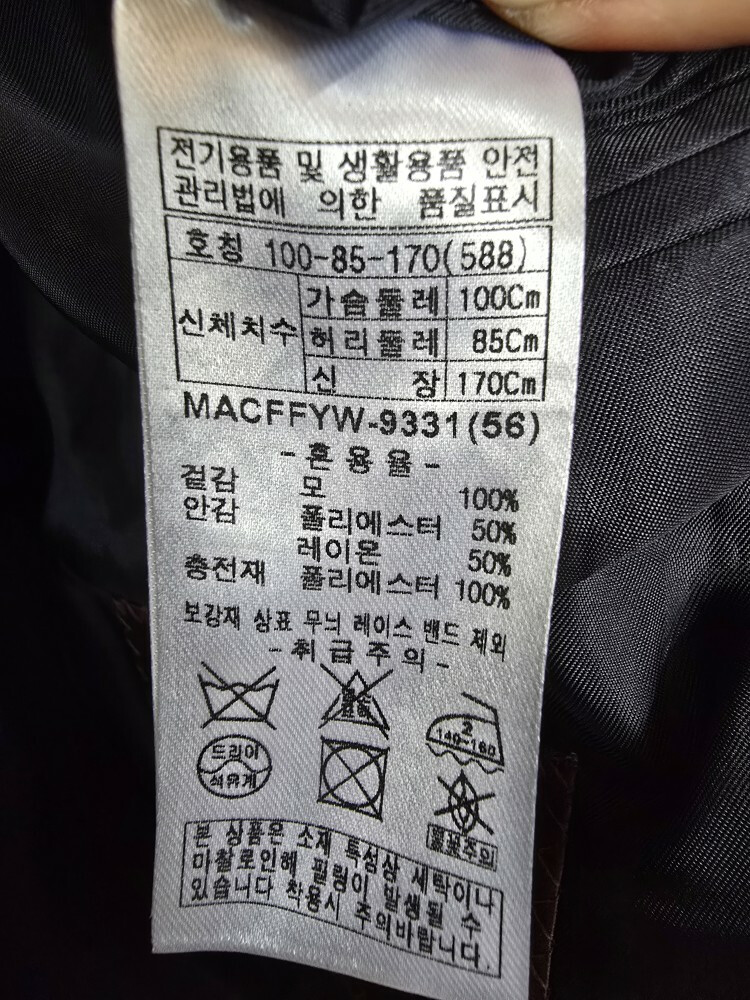 전기용품 및 생활용품 안전
관리법에 의한 품질표시
호칭 100-85-170(588)
신체치수
가슴둘레 100Cm
허리둘레 85Cm
신 장 170Cm
MACFFYW-9331(56)
- 혼 용 율 -
겉감 모 100%
안감 폴리에스터 50%
레이온 50%
충전재 폴리에스터 100%
보강재 상표 무늬 레이스 밴드 제외
- 취 급 주 의 -
염소
표백
2
140~160
드라이
석유계
본 상품은 소재 특성상 세탁이나
마찰로인해 필링이 발생될 수
있습니다 착용시 주의바랍니다.